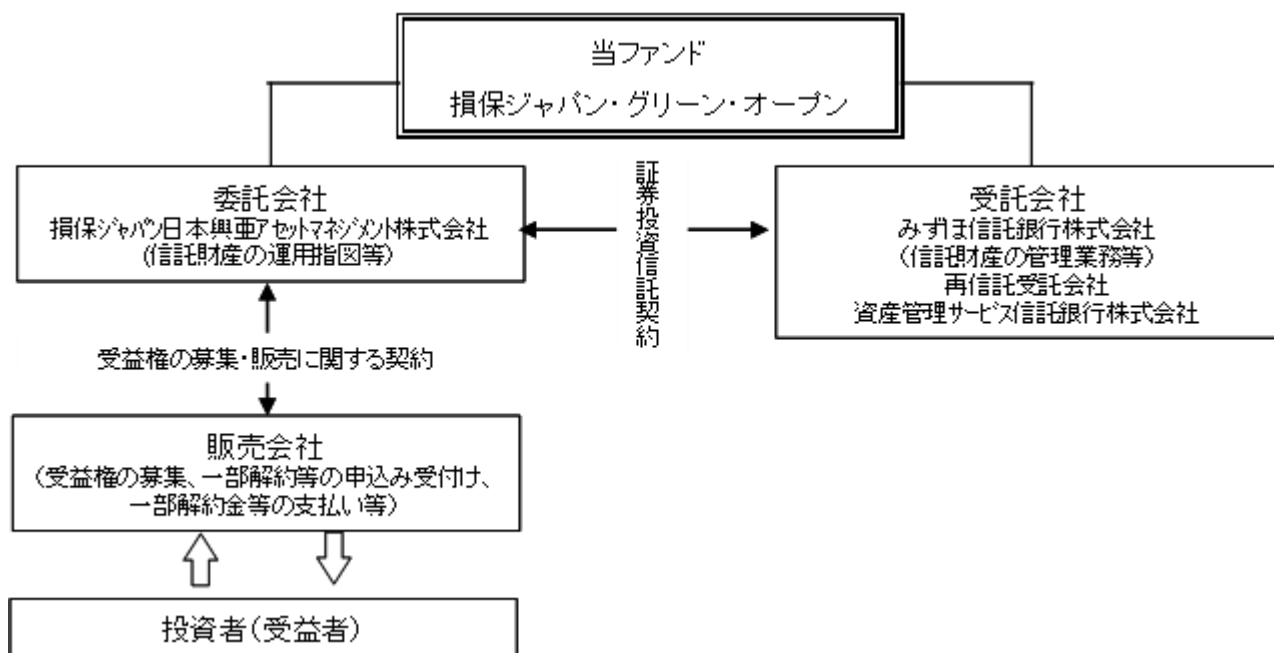 当ファンド
損保ジャパン・グリーン・オープン
委託会社
損保ジャパン日本興亜アセットマネジメント株式会社
(信託財産の運用指図等)
証券投資信託契約
受託会社
みずほ信託銀行株式会社
(信託財産の管理業務等)
再信託受託会社
資産管理サービス信託銀行株式会社
受益権の募集・販売に関する契約
販売会社
(受益権の募集、一部解約等の申込み受付け、
一部解約金等の支払い等)
投資者(受益者)